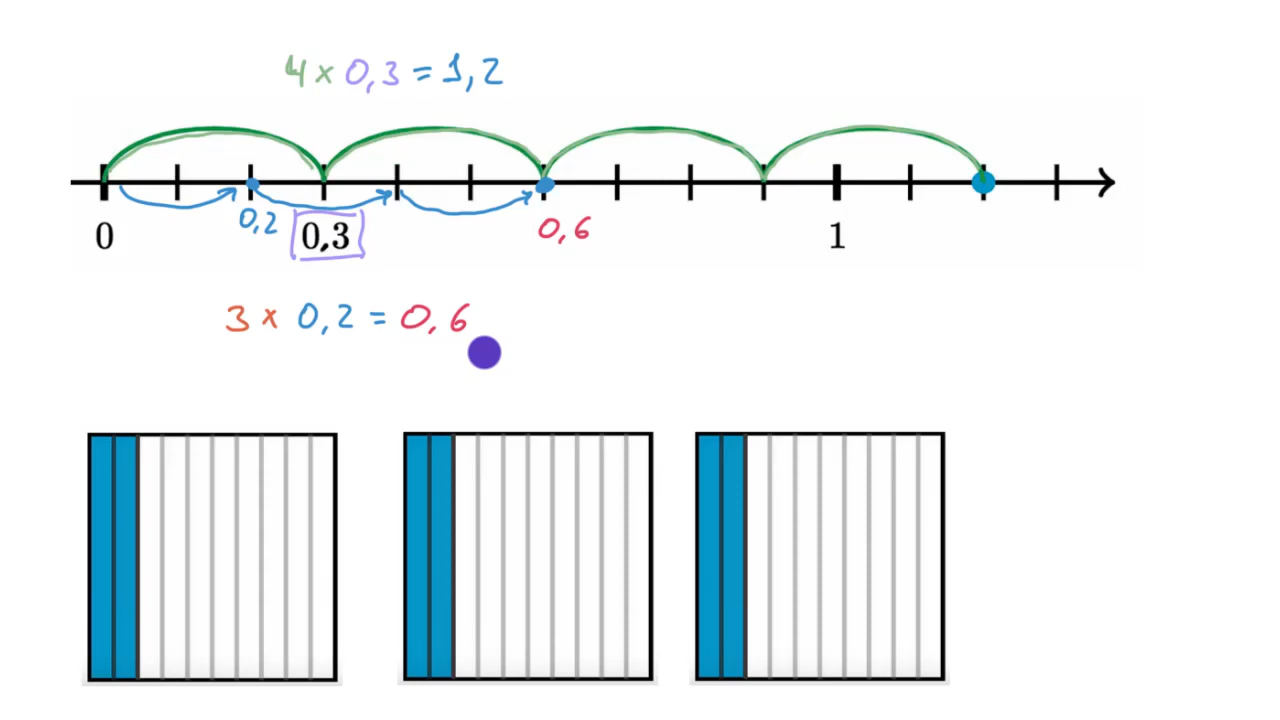 4 × 0,3 = 1,2
0,2
0,6
0 0,3 1
3 × 0,2 = 0,6